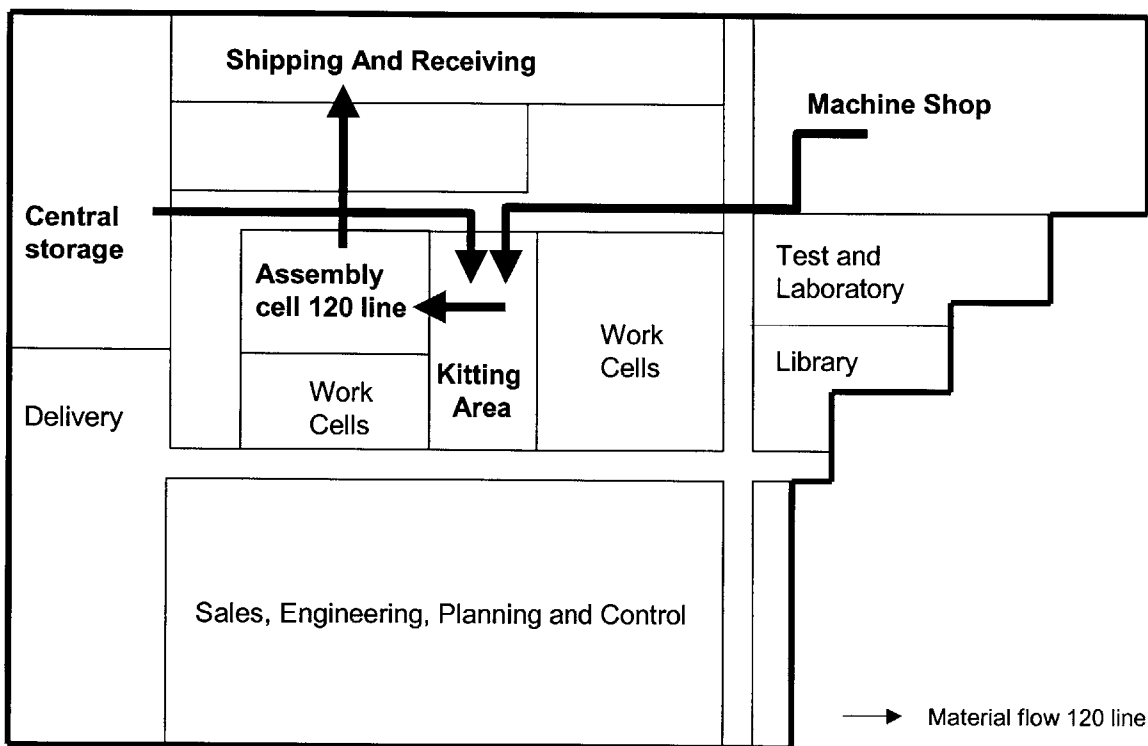 Shipping And Receiving
Machine Shop
Central
storage
Assembly
cell 120 line
Test and
Laboratory
Work
Cells
Library
Kitting
Area
Work
Cells
Delivery
Sales, Engineering, Planning and Control
Material flow 120 line